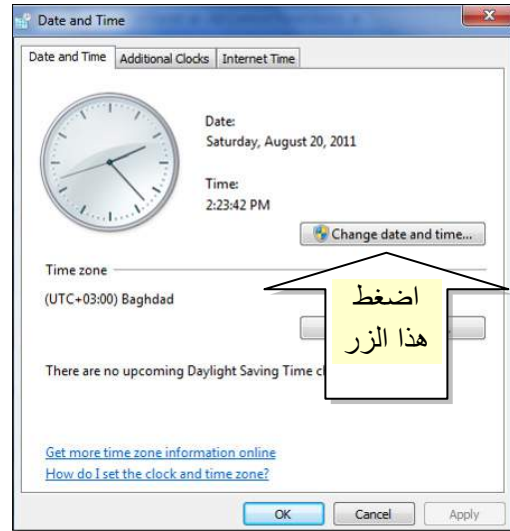 Date and Time
Date and Time Additional Clocks Internet Time
Date:
Saturday, August 20, 2011
Time:
2:23:42 PM
Change date and time...
Time zone
(UTC+03:00) Baghdad
اضغط
هذا الزر
There are no upcoming Daylight Saving Time
Get more time zone information online
How do I set the clock and time zone?
OK Cancel Apply